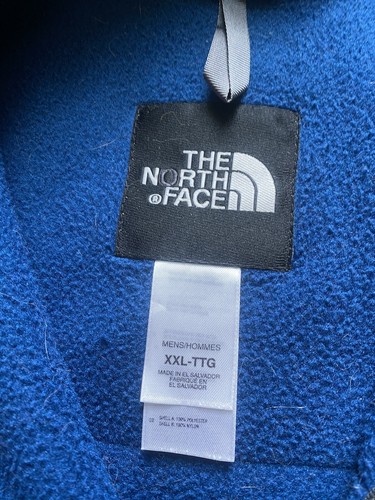 THE
NORTH
®FACE
MENS/HOMMES
XXL-TTG
MADE IN EL SALVADOR
FABRIQUÉ EN
EL SALVADOR
SHELL A: 100% POLYESTER
SHELL K: 100% NYLON